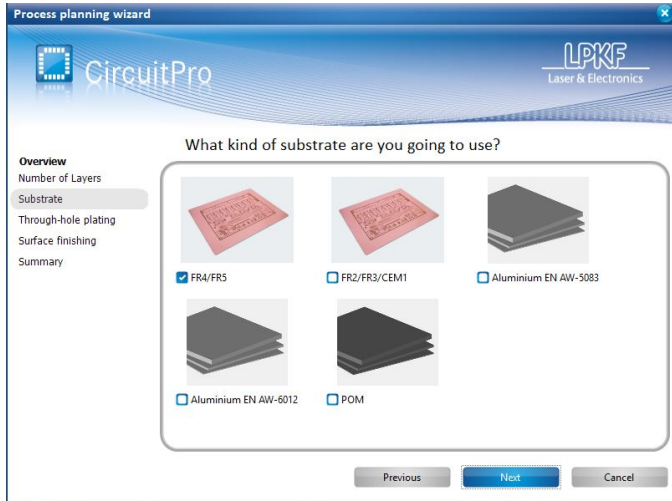 Process planning wizard
CircuitPro
LPKF
Laser & Electronics
What kind of substrate are you going to use?
Overview
Number of Layers
Substrate
Through-hole plating
Surface finishing
Summary
FR4/FR5
FR2/FR3/CEM1
Aluminium EN AW-5083
Aluminium EN AW-6012
POM
Previous
Next
Cancel